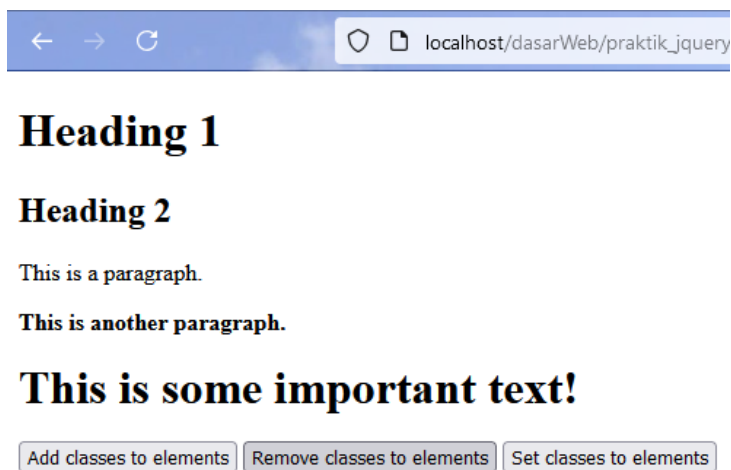 localhost/dasarWeb/praktik_jquery
Heading 1
Heading 2
This is a paragraph.
This is another paragraph.
This is some important text!
Add classes to elements Remove classes to elements Set classes to elements